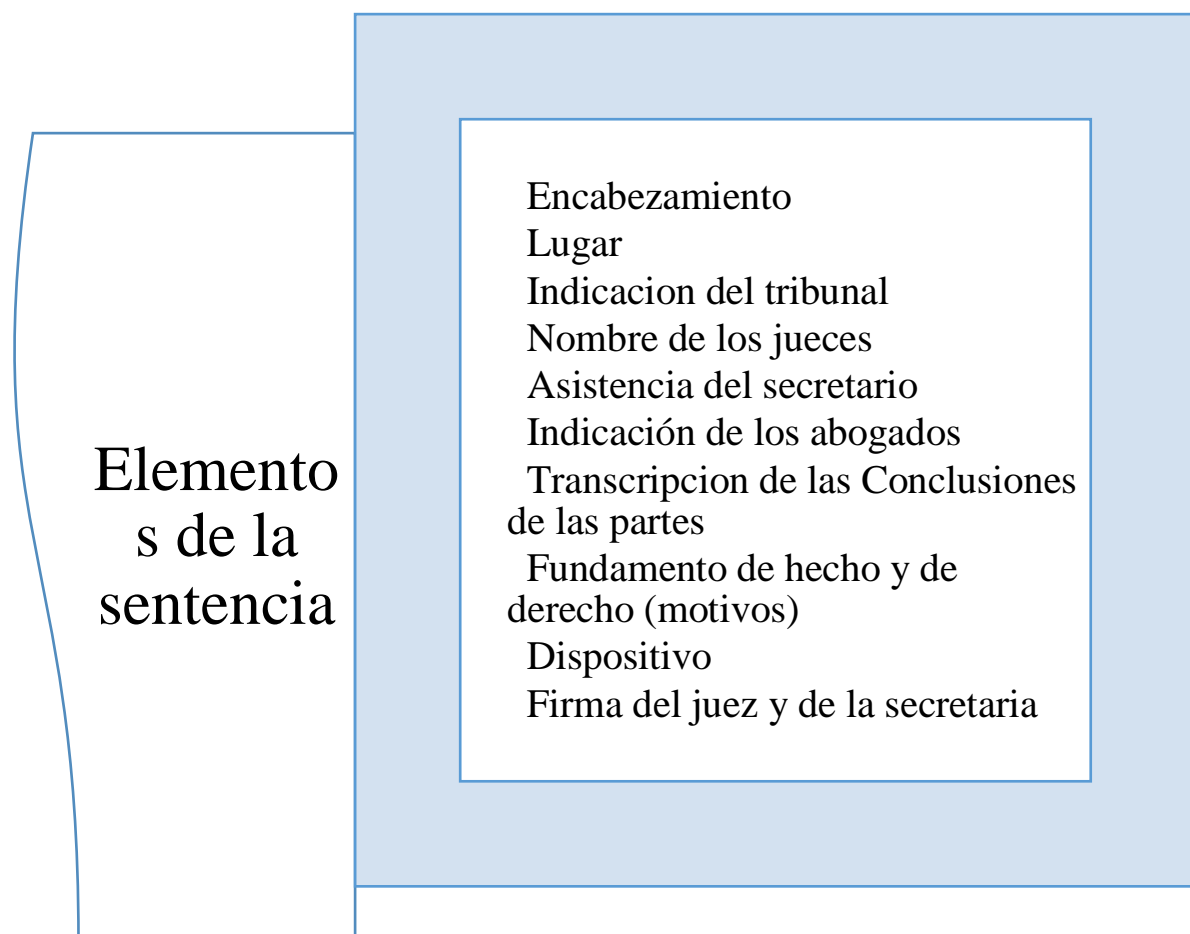 Elemento
s de la
sentencia
Encabezamiento
Lugar
Indicacion del tribunal
Nombre de los jueces
Asistencia del secretario
Indicación de los abogados
Transcripcion de las Conclusiones
de las partes
Fundamento de hecho y de
derecho (motivos)
Dispositivo
Firma del juez y de la secretaria